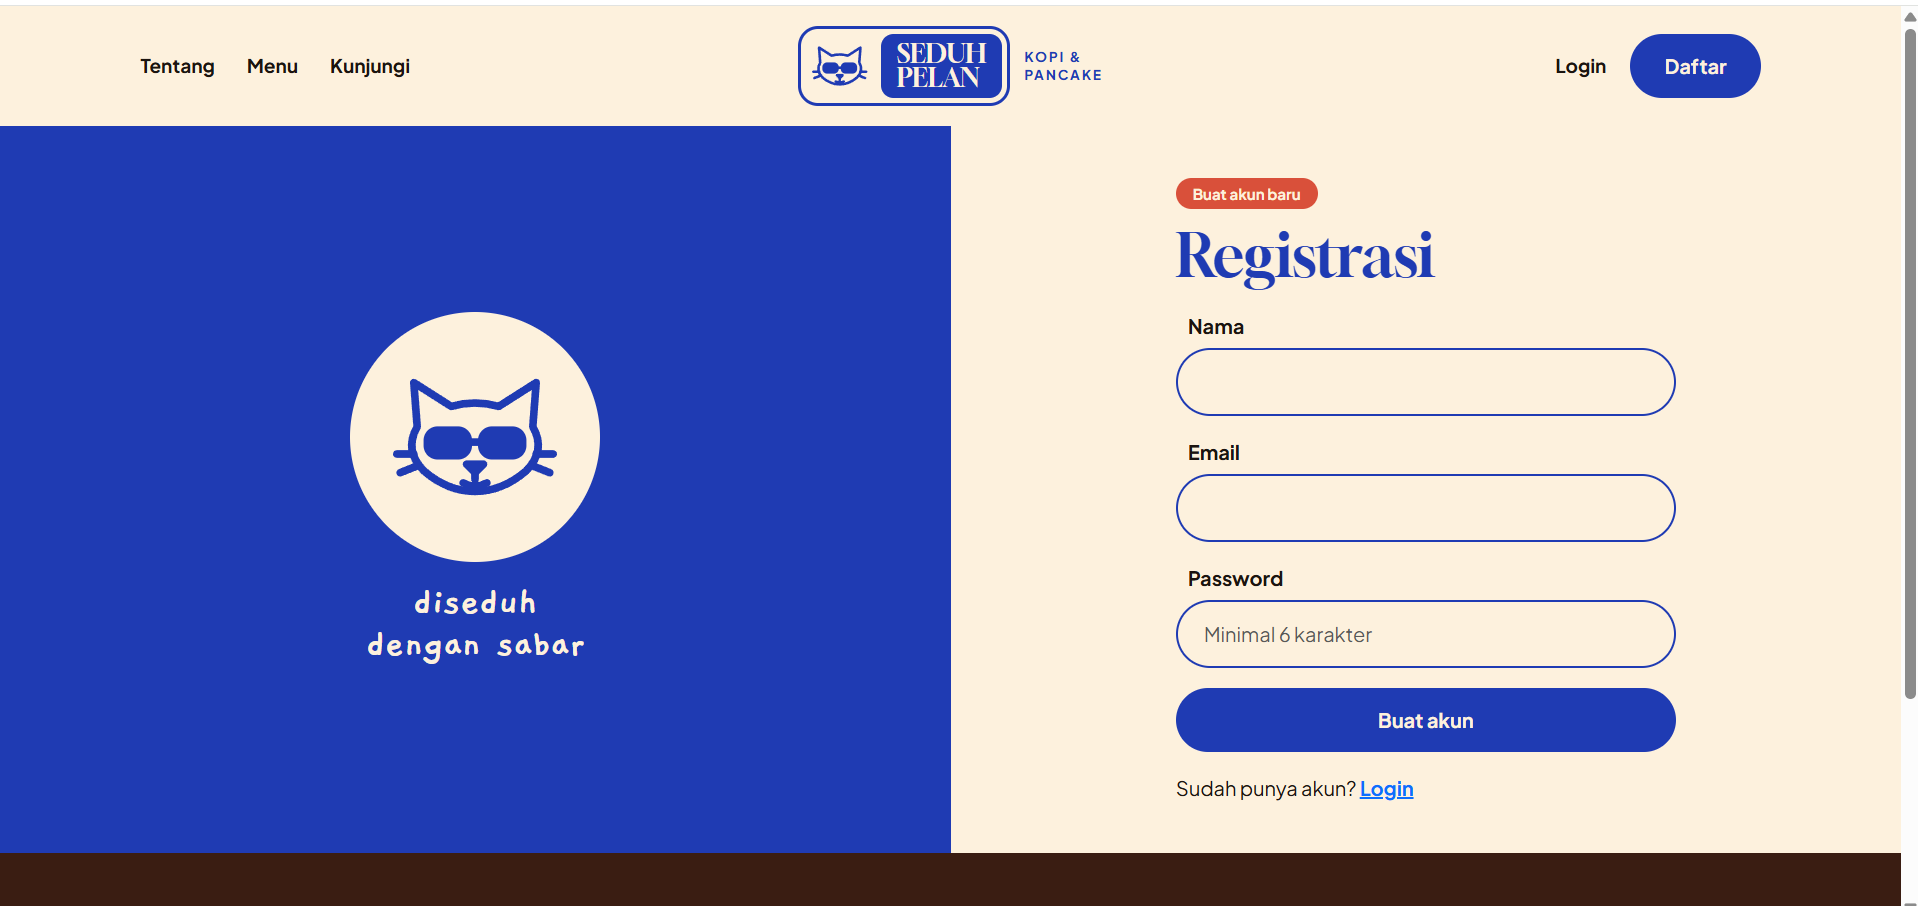 Tentang
Menu
Kunjungi
SEDUH
PELAN
KOPI &
PANCAKE
Login
Daftar
diseduh
dengan sabar
Buat akun baru
Registrasi
Nama
Email
Password
Minimal 6 karakter
Buat akun
Sudah punya akun? Login